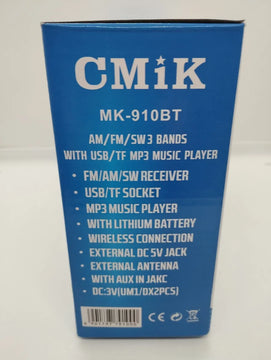 CMiK
MK-910BT
AM/FM/SW 3 BANDS
WITH USB/TF MP3 MUSIC PLAYER
• FM/AM/SW RECEIVER
• USB/TF SOCKET
• MP3 MUSIC PLAYER
• WITH LITHIUM BATTERY
• WIRELESS CONNECTION
• EXTERNAL DC 5V JACK
• EXTERNAL ANTENNA
• WITH AUX IN JAKC
• DC:3V(UM1/DX2PCS)
CE